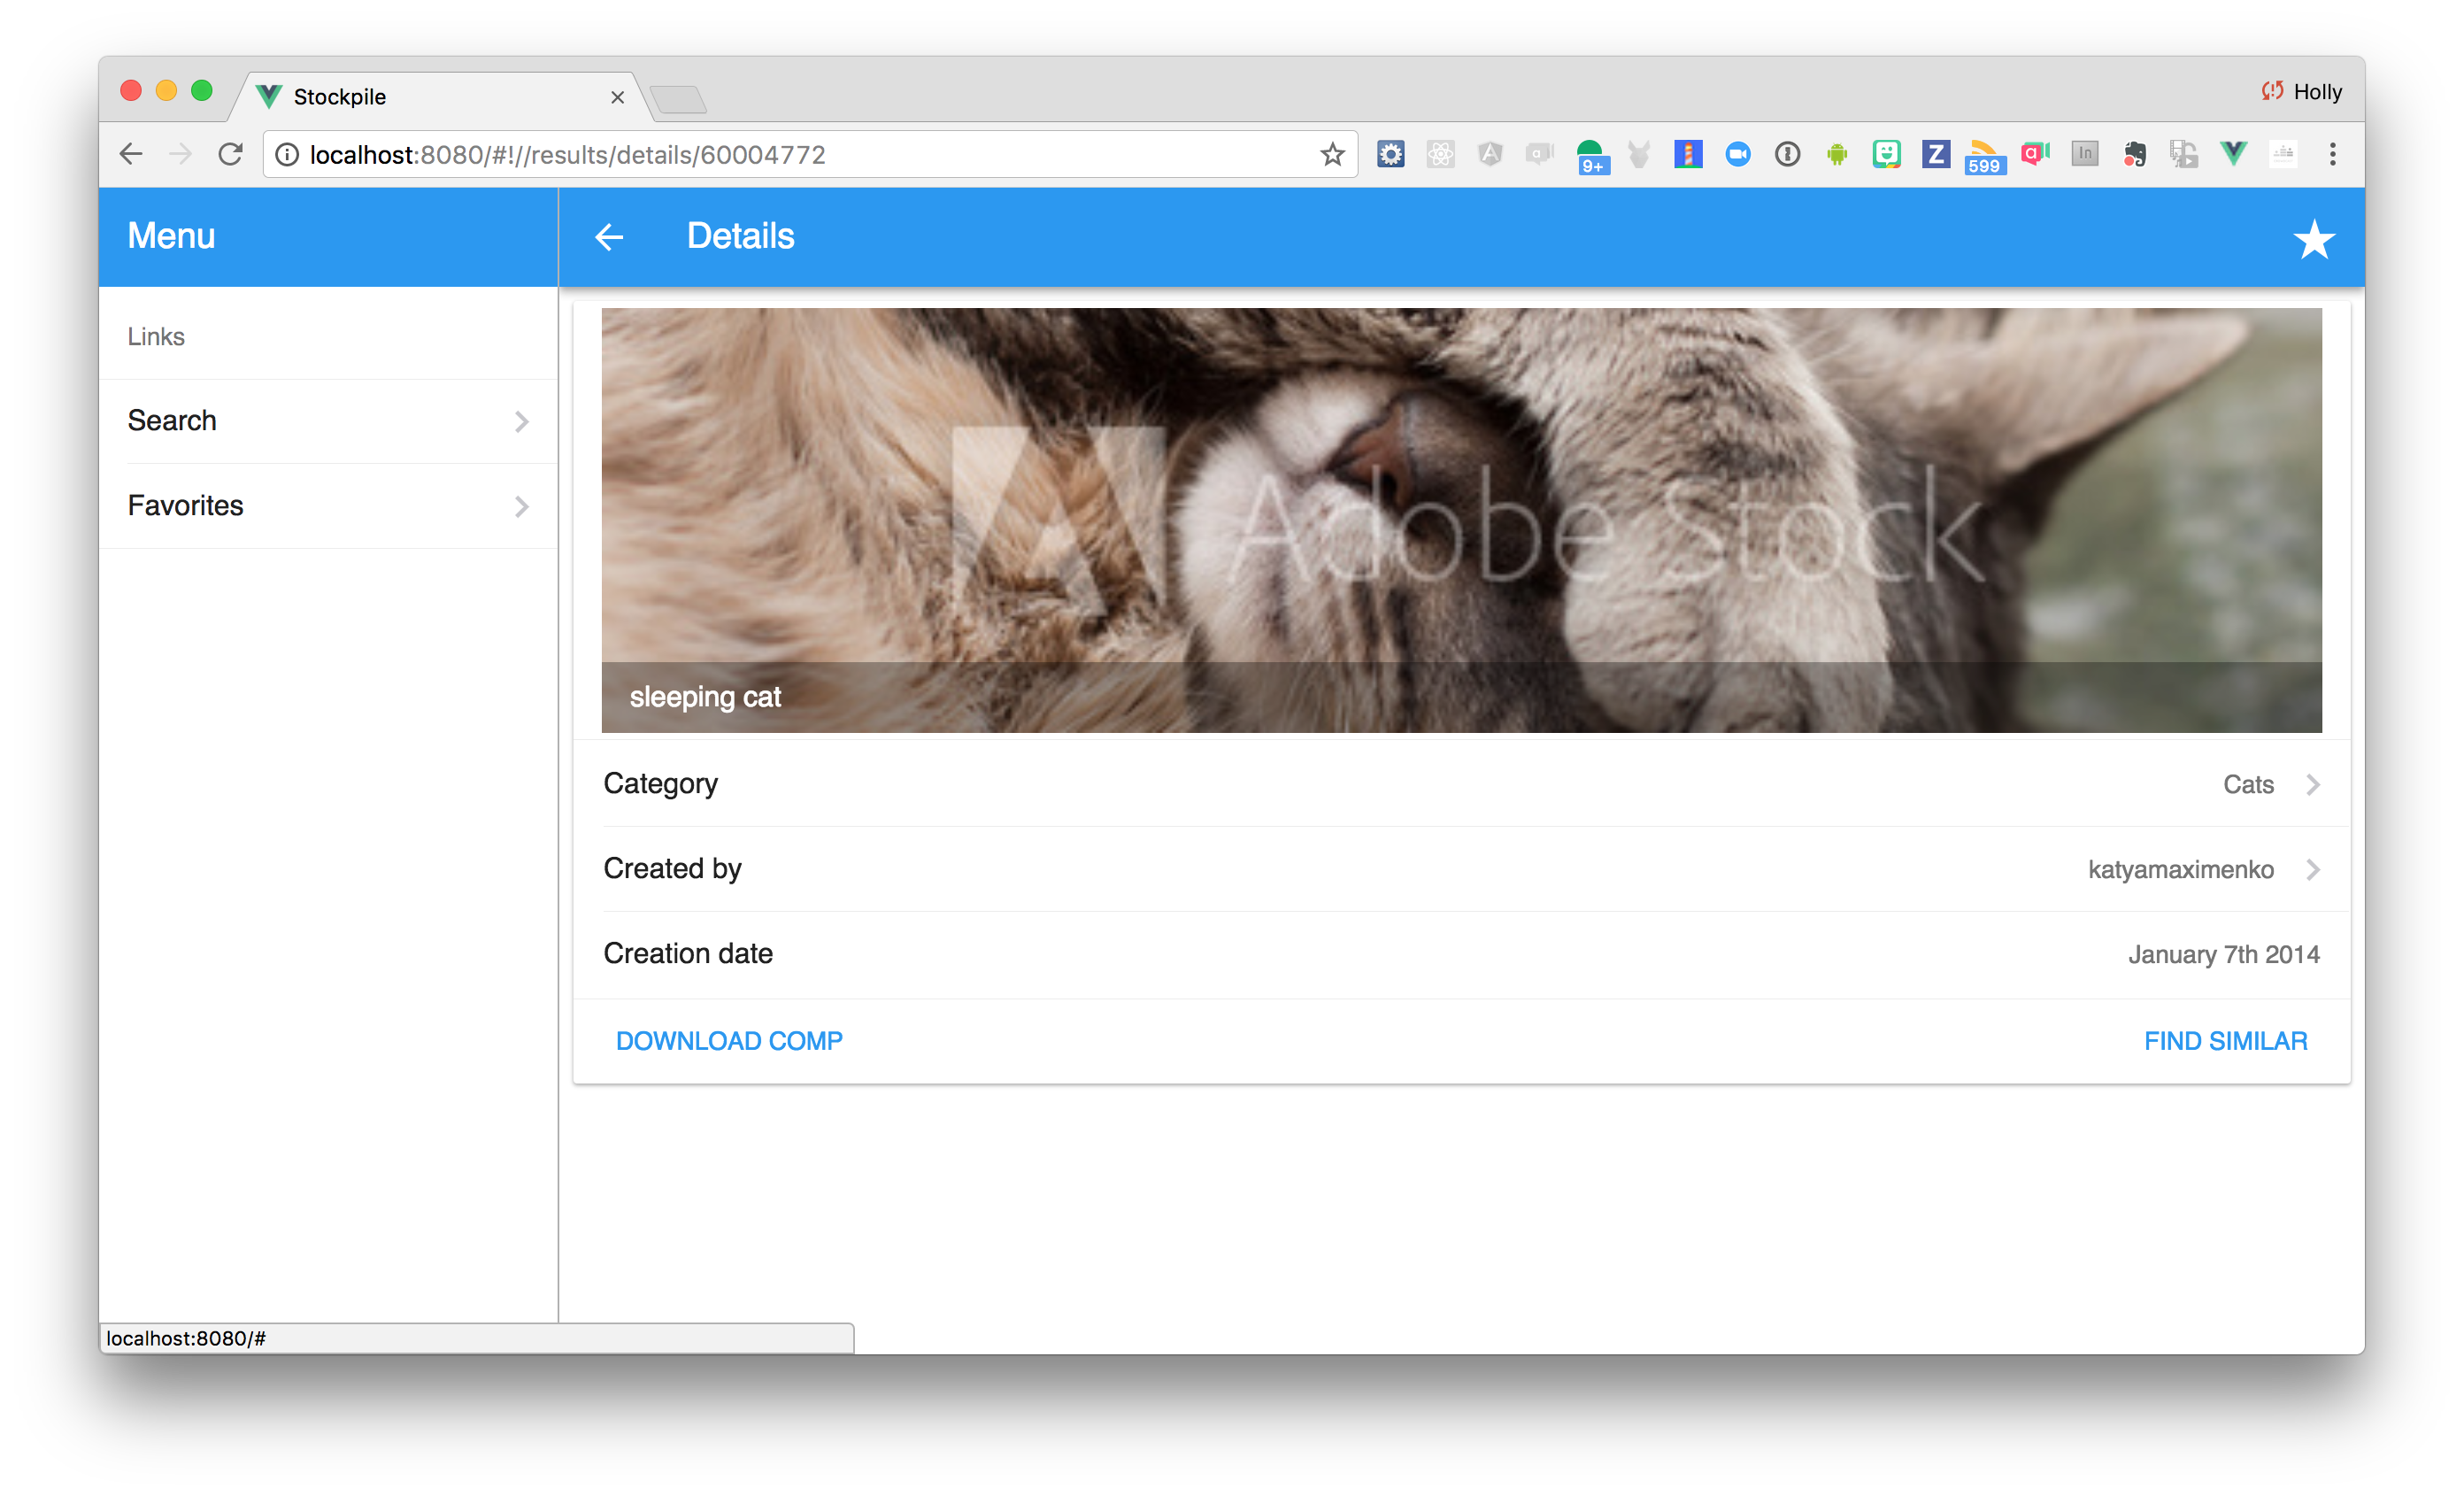 Stockpile
Holly
localhost:8080/#!//results/details/60004772
9+
Z
599
a
In
Menu
Details
Links
Search
Favorites
Adobe Stock
sleeping cat
Category
Cats
Created by
katyamaximenko
Creation date
January 7th 2014
DOWNLOAD COMP
FIND SIMILAR
localhost:8080/#